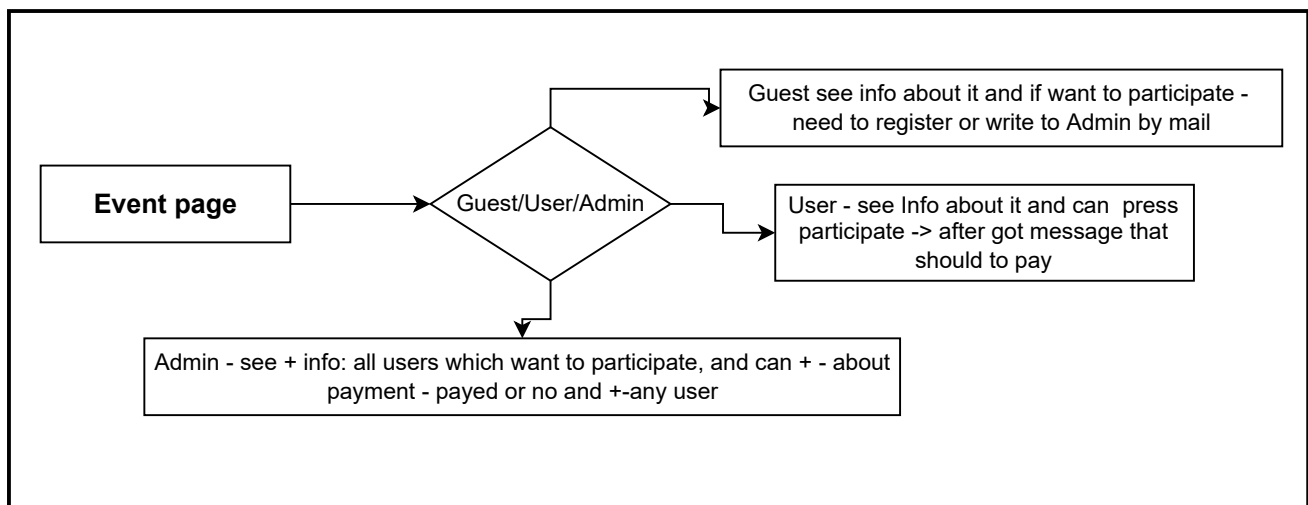 Guest see info about it and if want to participate -
need to register or write to Admin by mail
Event page
Guest/User/Admin
User - see Info about it and can  press
participate -> after got message that
should to pay
Admin - see + info: all users which want to participate, and can + - about
payment - payed or no and +-any user